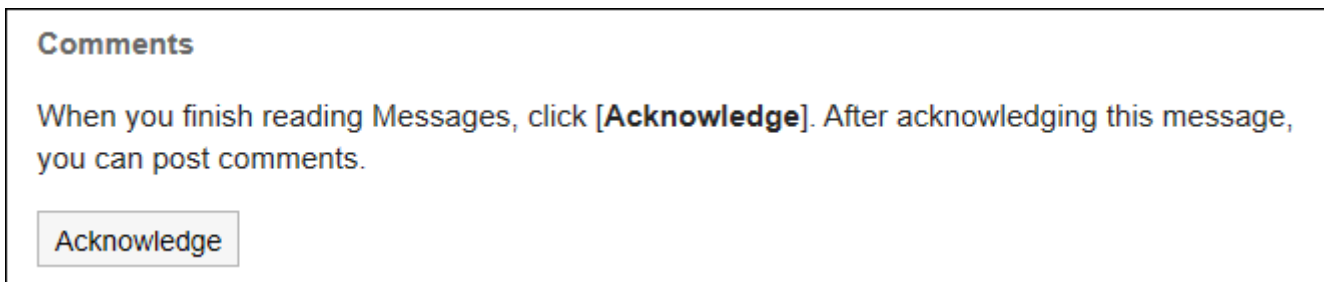 Comments
When you finish reading Messages, click [Acknowledge]. After acknowledging this message,
you can post comments.
Acknowledge